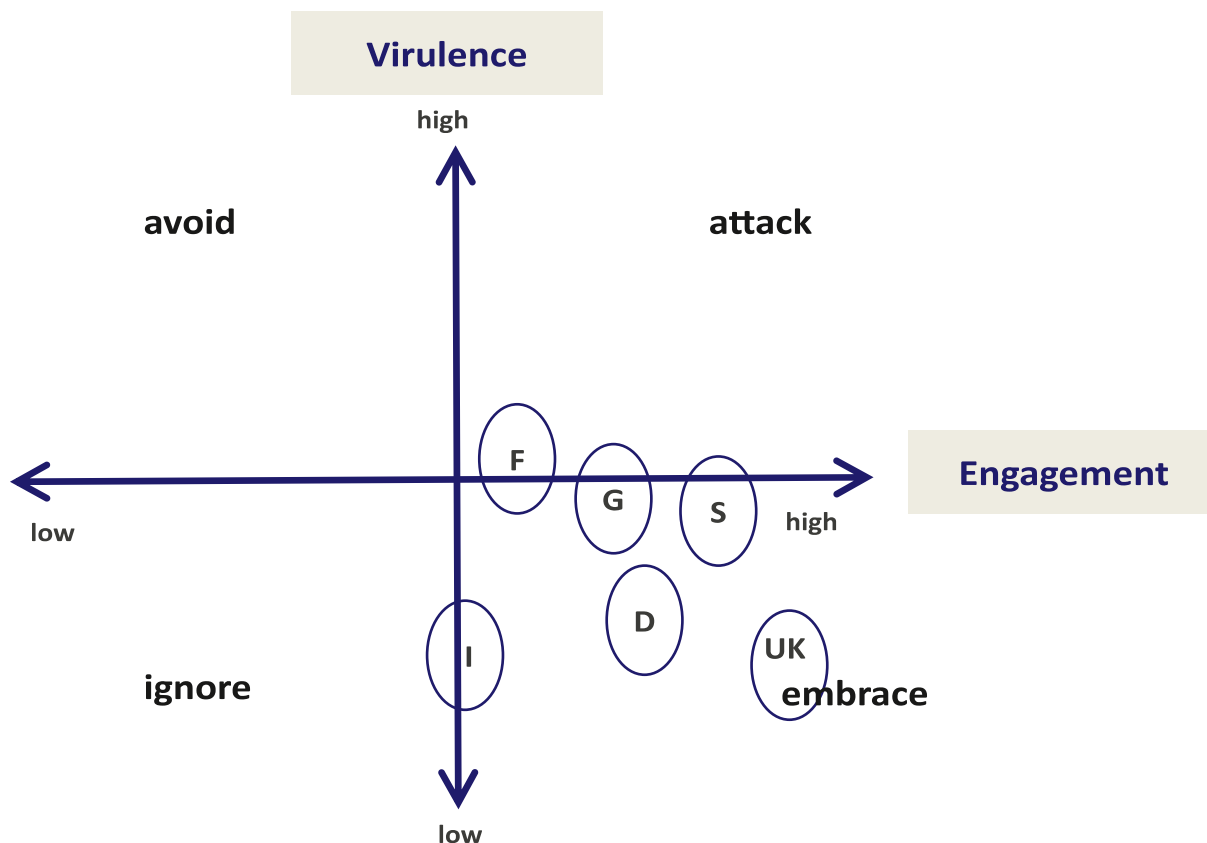 Virulence
high
avoid
attack
F
Engagement
G
S
low
high
D
I
UK
ignore
embrace
low